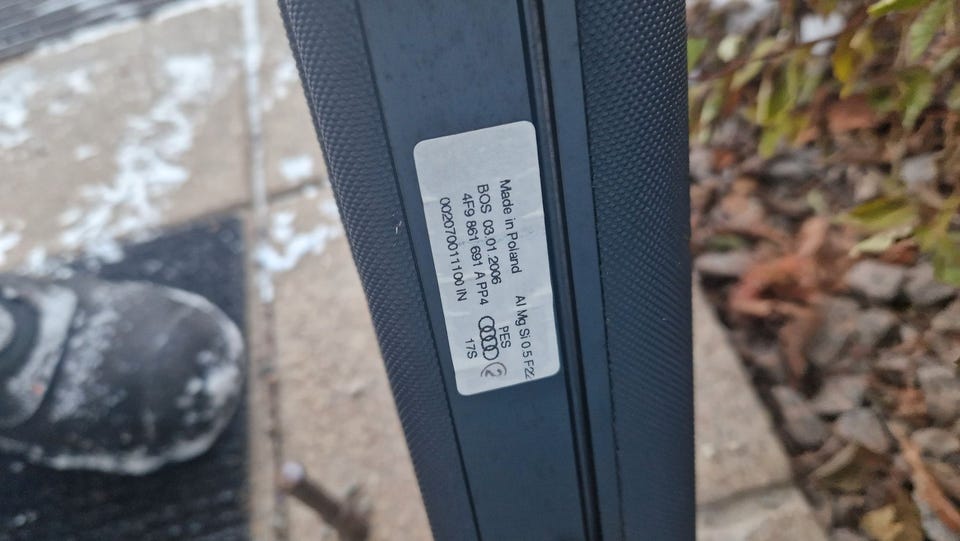 Made in Poland Al Mg Si 0.5 F22
BOS 03.01.2006 PES
4F9 861 691 A PP4
002070011100 IN 17S 2